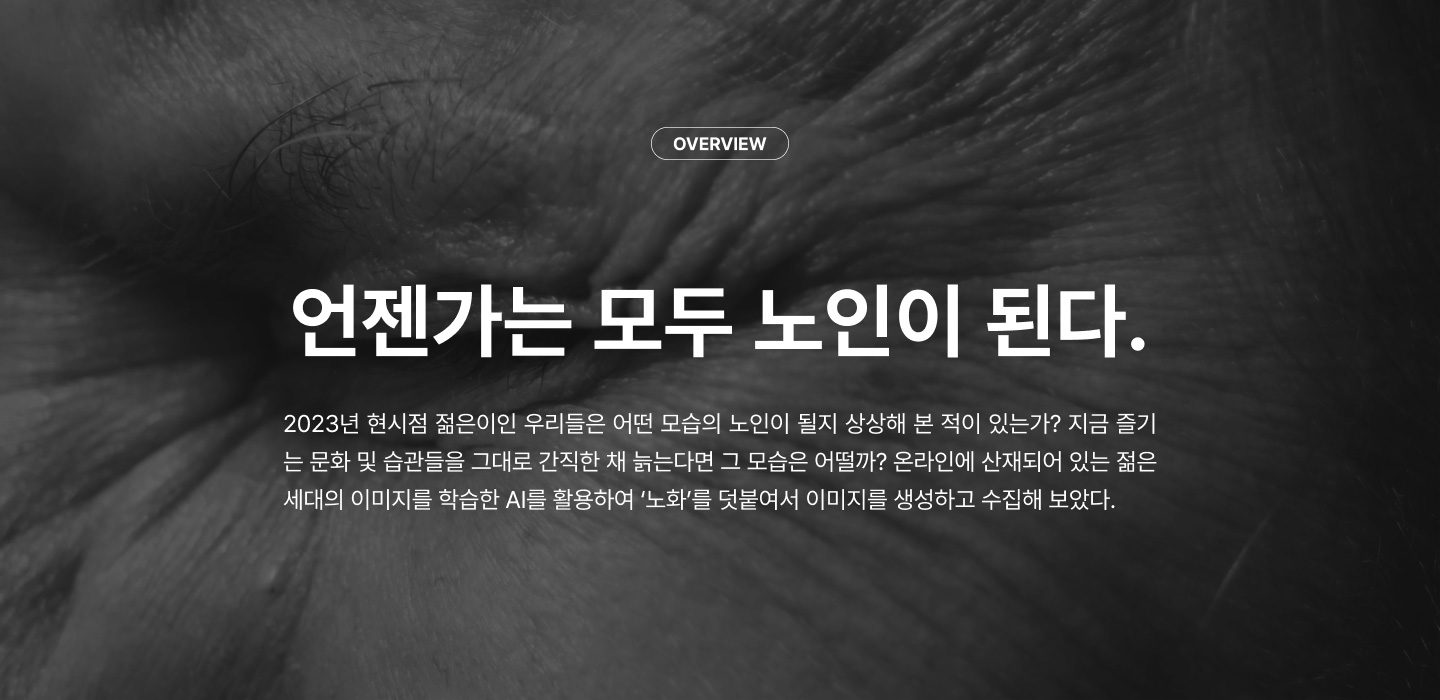 OVERVIEW
언젠가는 모두 노인이 된다.
2023년 현시점 젊은이인 우리들은 어떤 모습의 노인이 될지 상상해 본 적이 있는가? 지금 즐기
는 문화 및 습관들을 그대로 간직한 채 늙는다면 그 모습은 어떨까? 온라인에 산재되어 있는 젊은
세대의 이미지를 학습한 AI를 활용하여 ‘노화’를 덧붙여서 이미지를 생성하고 수집해 보았다.